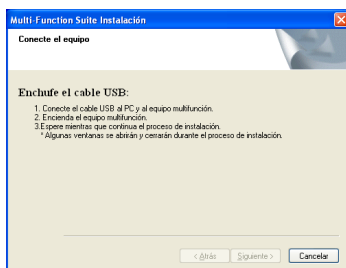 Multi-Function Suite Instalación
Conecte el equipo
Enchufe el cable USB:
1. Conecte el cable USB al PC y al equipo multifunción.
2. Encienda el equipo multifunción.
3.Espere mientras que continua el proceso de instalación.
* Algunas ventanas se abrirán y cerrarán durante el proceso de instalación.
< Atrás Siguiente > Cancelar